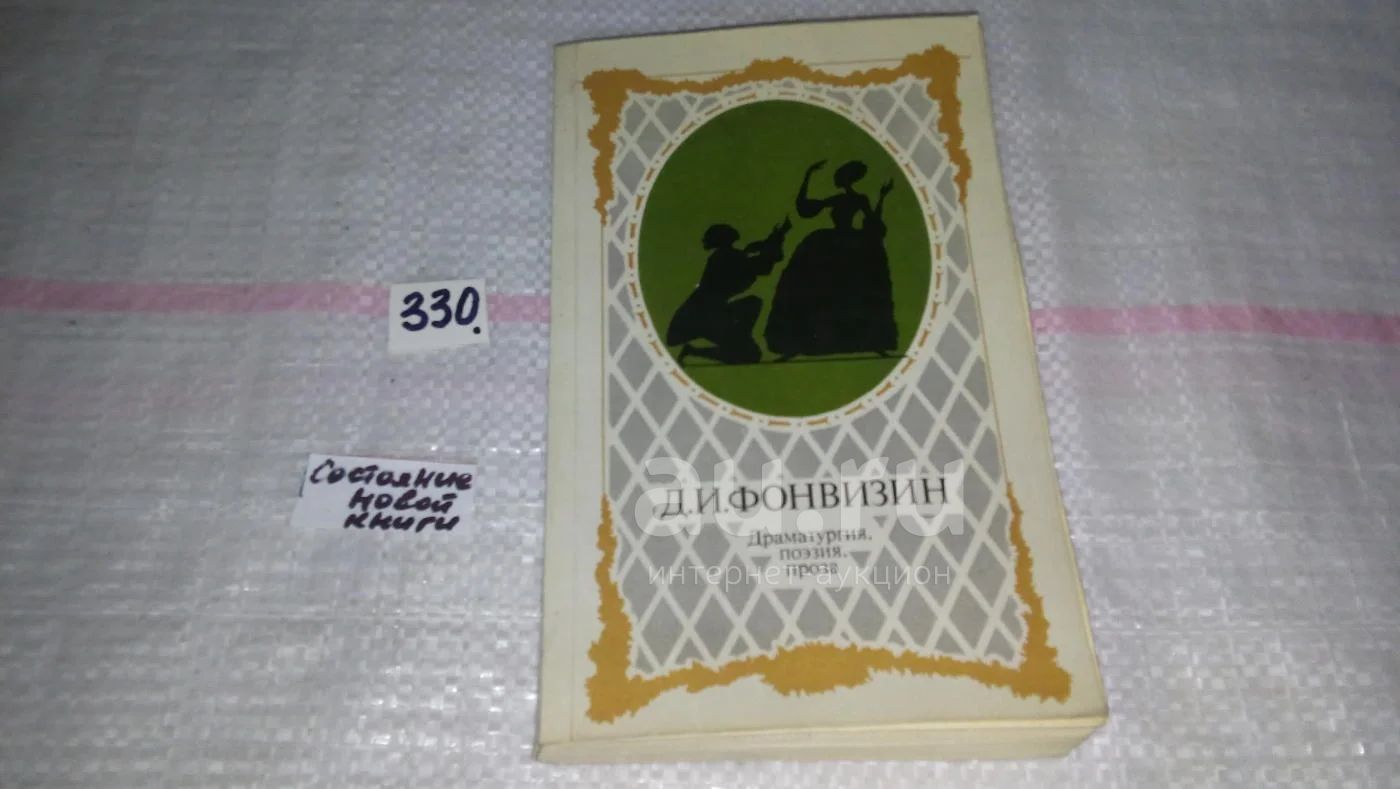 330.
Состояние
новой
книги
Д.И.ФОНВИЗИН
Драматургия,
поэзия,
проза
au.ru
интернет-аукцион